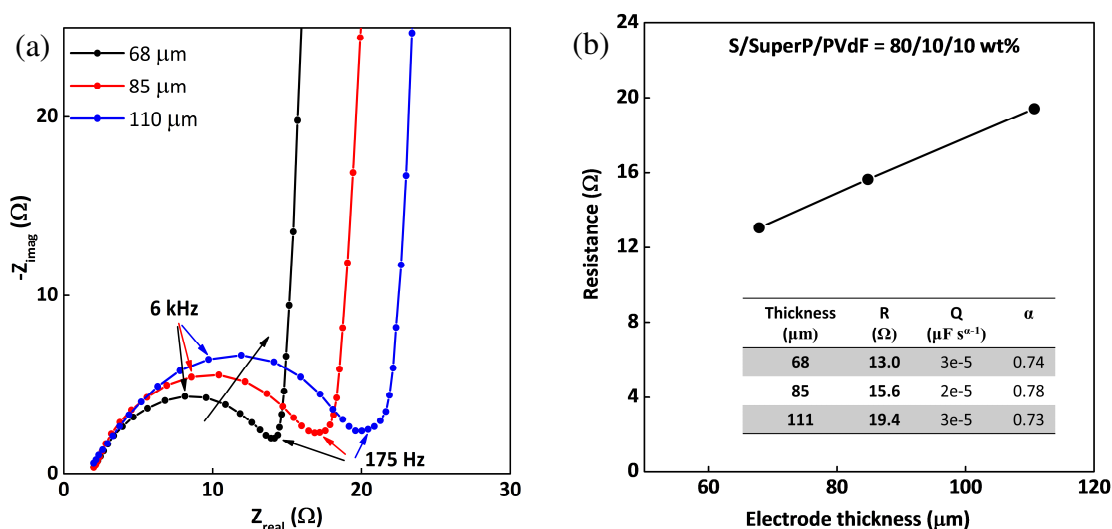 (a)
68 μm
85 μm
110 μm
20
10
0
-Z_imag (Ω)
6 kHz
175 Hz
0 10 20 30
Z_real (Ω)
(b)
S/SuperP/PVdF = 80/10/10 wt%
24
20
16
12
8
4
0
Resistance (Ω)
Thickness R Q α
(μm) (Ω) (μF s^α-1)
68 13.0 3e-5 0.74
85 15.6 2e-5 0.78
111 19.4 3e-5 0.73
60 80 100 120
Electrode thickness (μm)